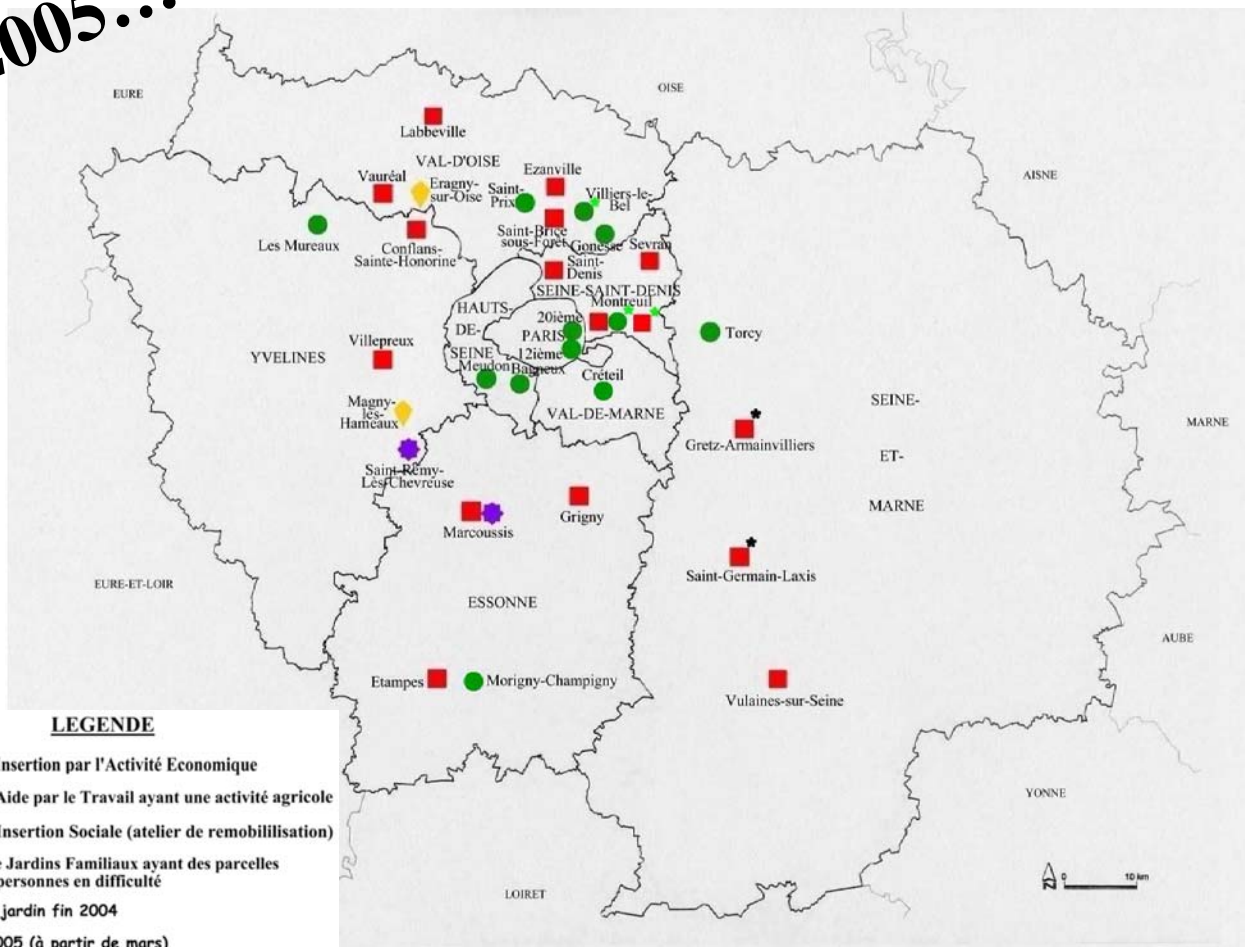 2005…
EURE
OISE
Labbeville
VAL-D'OISE
AISNE
Vauréal
Eragny-
sur-Oise
Saint-
Prix
Ezanville
Villiers-le-
Bel
Les Mureaux
Conflans-
Sainte-Honorine
Saint-Brice
sous-Forêt
Gonesse
Sevran
Saint-
Denis
SEINE-SAINT-DENIS
HAUTS-
DE-
SEINE
Montreuil
20ième
PARIS
12ième
Torcy
Villepreux
YVELINES
Meudon
Bagneux
Créteil
VAL-DE-MARNE
Magny-
les-
Hameaux
SEINE-
ET-
MARNE
MARNE
Gretz-Armainvilliers
Saint-Rémy-
Lès-Chevreuse
Marcoussis
Grigny
Saint-Germain-Laxis
EURE-ET-LOIR
ESSONNE
AUBE
Etampes
Morigny-Champigny
Vulaines-sur-Seine
LEGENDE
Insertion par l'Activité Economique
Aide par le Travail ayant une activité agricole
Insertion Sociale (atelier de remobililisation)
Jardins Familiaux ayant des parcelles
personnes en difficulté
jardin fin 2004
005 (à partir de mars)
YONNE
LOIRET
N
0
10 km